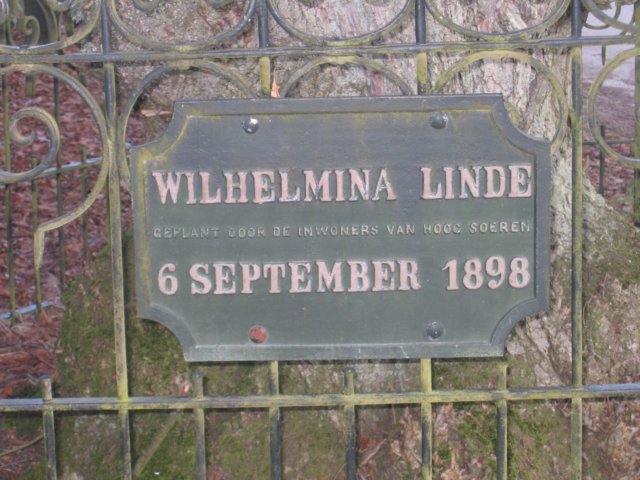 WILHELMINA LINDE
GEPLANT DOOR DE INWONERS VAN HOOG SOEREN
6 SEPTEMBER 1898